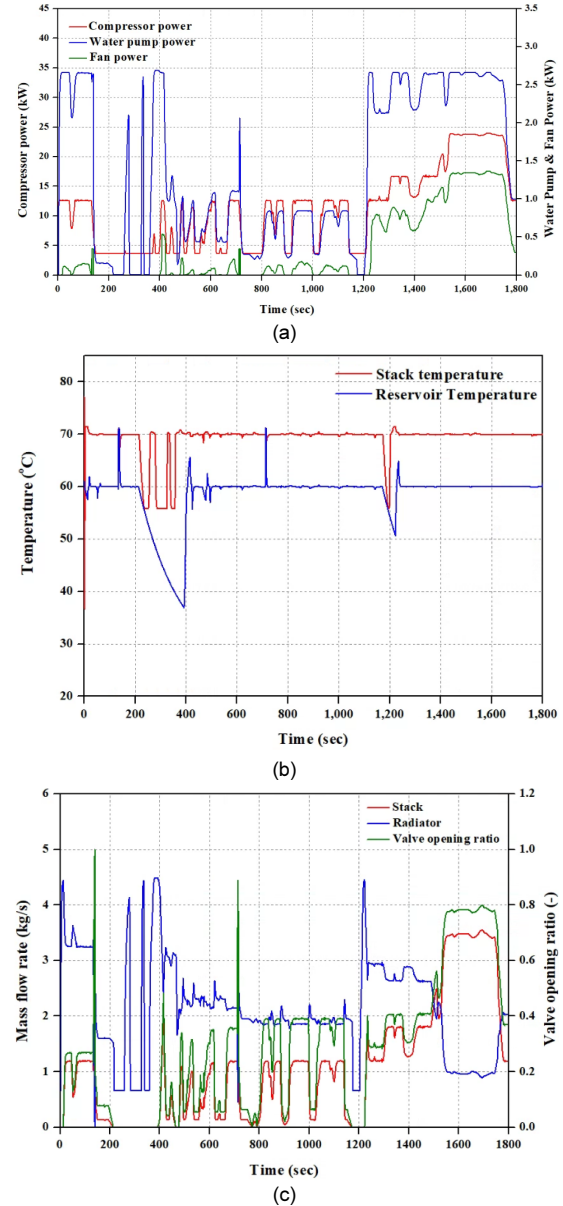 45
40
35
30
25
20
15
10
5
0
Compressor power (kW)
Compressor power
Water pump power
Fan power
3.5
3.0
2.5
2.0
1.5
1.0
0.5
0.0
Water Pump & Fan Power (kW)
0 200 400 600 800 1,000 1,200 1,400 1,600 1,800
Time (sec)
(a)
80
70
60
50
40
30
20
Temperature (°C)
Stack temperature
Reservoir Temperature
0 200 400 600 800 1,000 1,200 1,400 1,600 1,800
Time (sec)
(b)
6
5
4
3
2
1
0
Mass flow rate (kg/s)
Stack
Radiator
Valve opening ratio
1.2
1.0
0.8
0.6
0.4
0.2
0.0
Valve opening ratio (-)
0 200 400 600 800 1000 1200 1400 1600 1800
Time (sec)
(c)